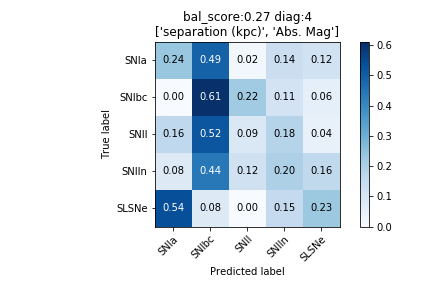 bal_score:0.27 diag:4
['separation (kpc)', 'Abs. Mag']
True label
SNIa 0.24 0.49 0.02 0.14 0.12
SNIbc 0.00 0.61 0.22 0.11 0.06
SNII 0.16 0.52 0.09 0.18 0.04
SNIIn 0.08 0.44 0.12 0.20 0.16
SLSNe 0.54 0.08 0.00 0.15 0.23
SNIa SNIbc SNII SNIIn SLSNe
Predicted label
0.6
0.5
0.4
0.3
0.2
0.1
0.0